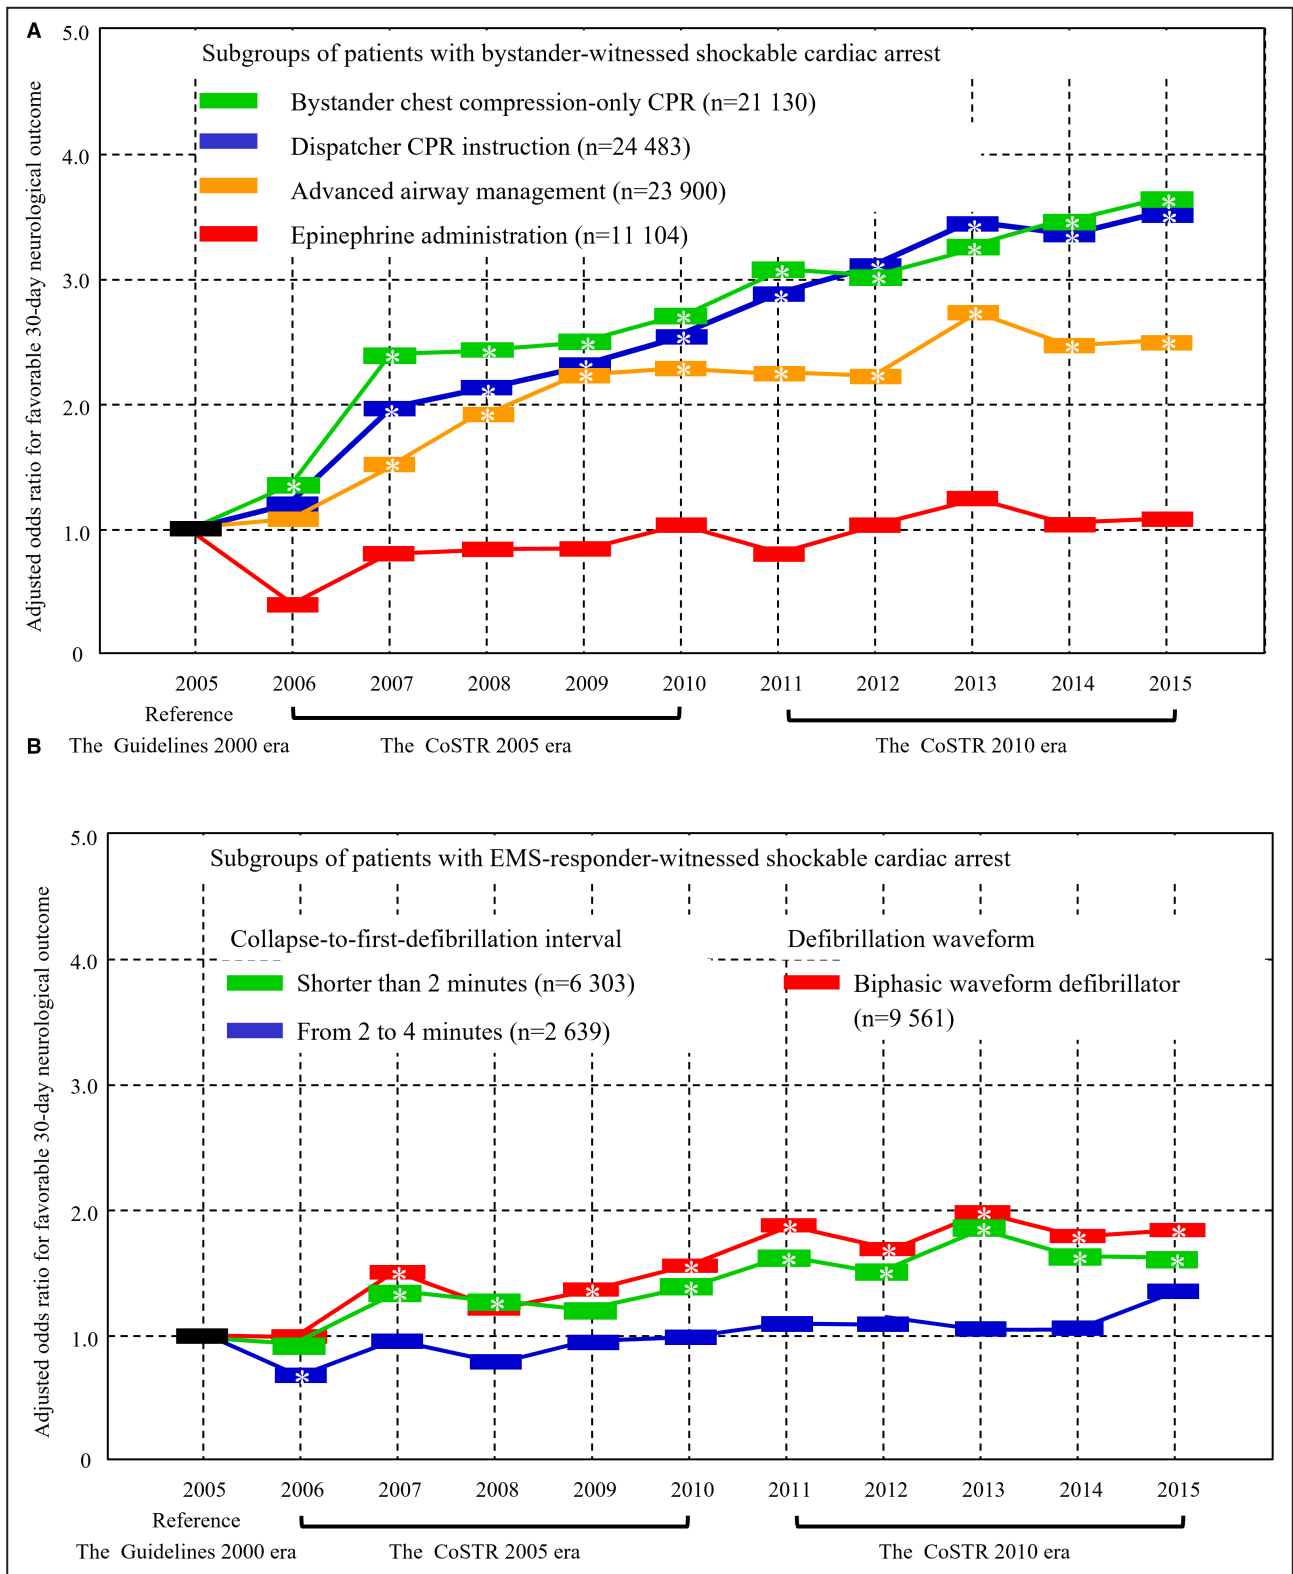 A
5.0
Subgroups of patients with bystander-witnessed shockable cardiac arrest
Bystander chest compression-only CPR (n=21 130)
Dispatcher CPR instruction (n=24 483)
Advanced airway management (n=23 900)
Epinephrine administration (n=11 104)
Adjusted odds ratio for favorable 30-day neurological outcome
4.0
3.0
2.0
1.0
0
2005 2006 2007 2008 2009 2010 2011 2012 2013 2014 2015
Reference
The Guidelines 2000 era The CoSTR 2005 era The CoSTR 2010 era
B
5.0
Subgroups of patients with EMS-responder-witnessed shockable cardiac arrest
Collapse-to-first-defibrillation interval
Shorter than 2 minutes (n=6 303)
From 2 to 4 minutes (n=2 639)
Defibrillation waveform
Biphasic waveform defibrillator
(n=9 561)
Adjusted odds ratio for favorable 30-day neurological outcome
4.0
3.0
2.0
1.0
0
2005 2006 2007 2008 2009 2010 2011 2012 2013 2014 2015
Reference
The Guidelines 2000 era The CoSTR 2005 era The CoSTR 2010 era